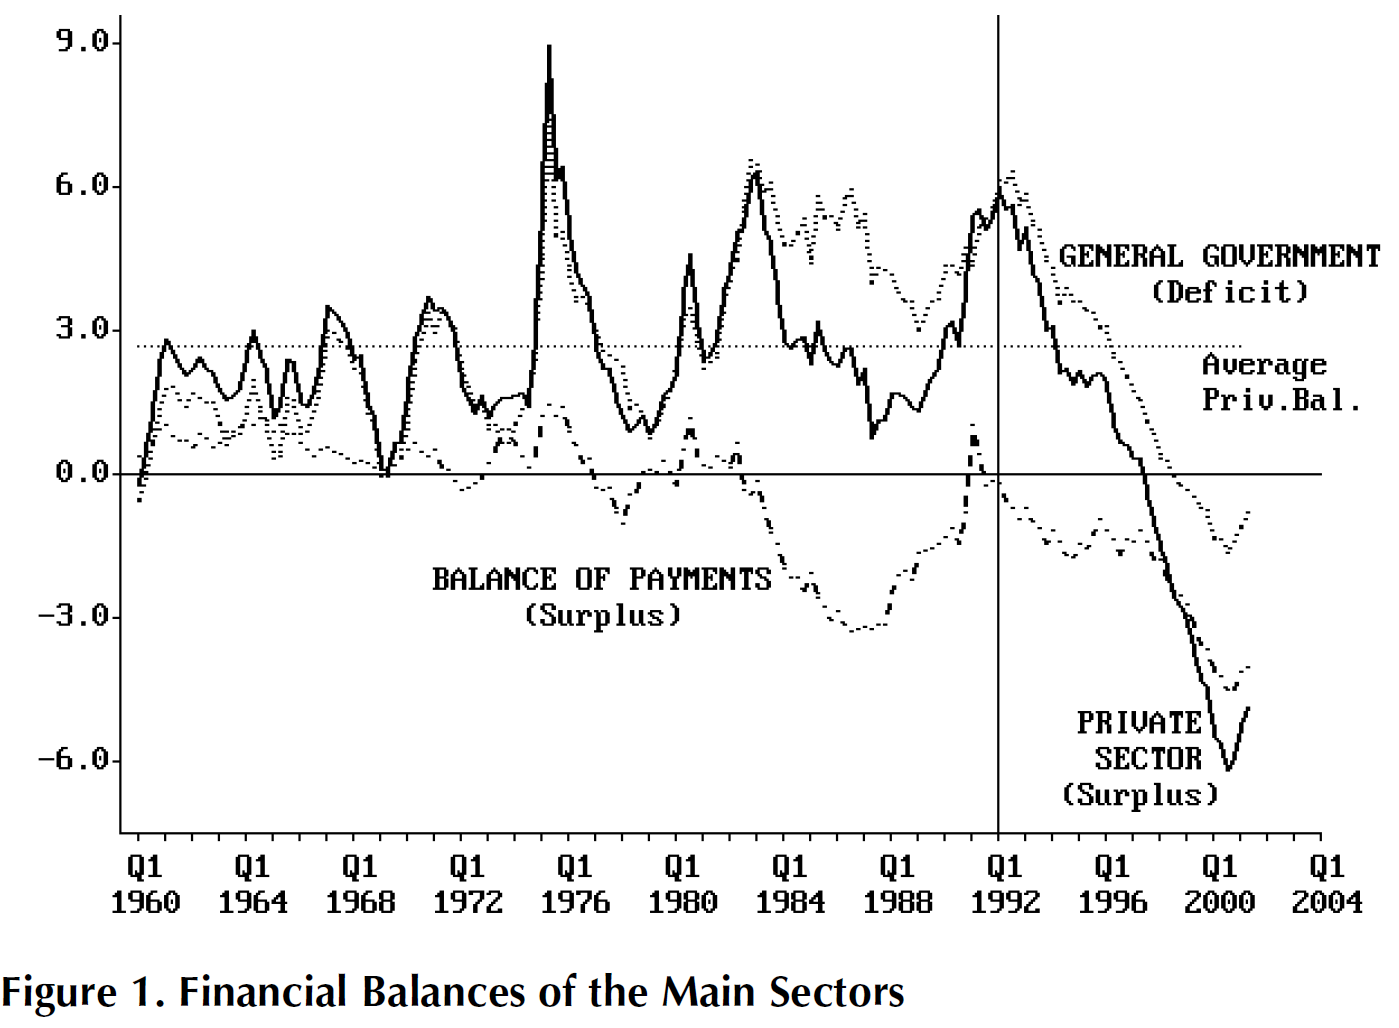 9.0
6.0
GENERAL GOVERNMENT
(Deficit)
3.0
Average
Priv.Bal.
0.0
BALANCE OF PAYMENTS
(Surplus)
-3.0
PRIVATE
SECTOR
(Surplus)
-6.0
Q1 Q1 Q1 Q1 Q1 Q1 Q1 Q1 Q1 Q1 Q1 Q1
1960 1964 1968 1972 1976 1980 1984 1988 1992 1996 2000 2004
Figure 1. Financial Balances of the Main Sectors